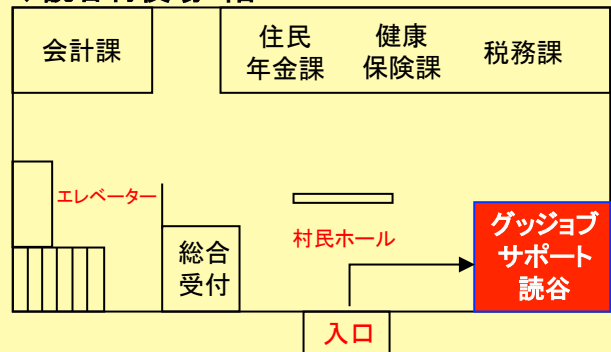 会計課
住民
年金課
健康
保険課
税務課
エレベーター
総合
受付
村民ホール
グッジョブ
サポート
読谷
入口